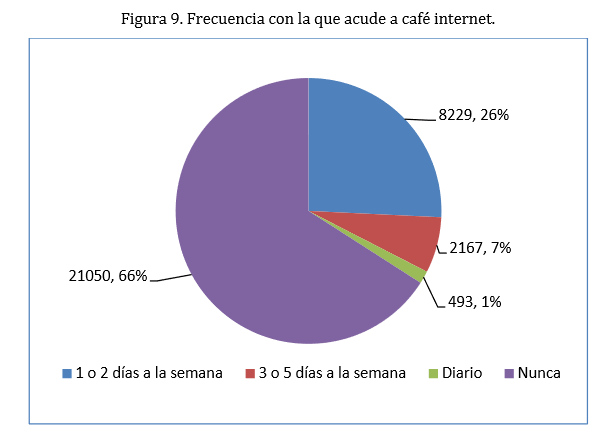 Figura 9. Frecuencia con la que acude a café internet.
8229, 26%
2167, 7%
21050, 66%
493, 1%
1 o 2 días a la semana 3 o 5 días a la semana Diario Nunca